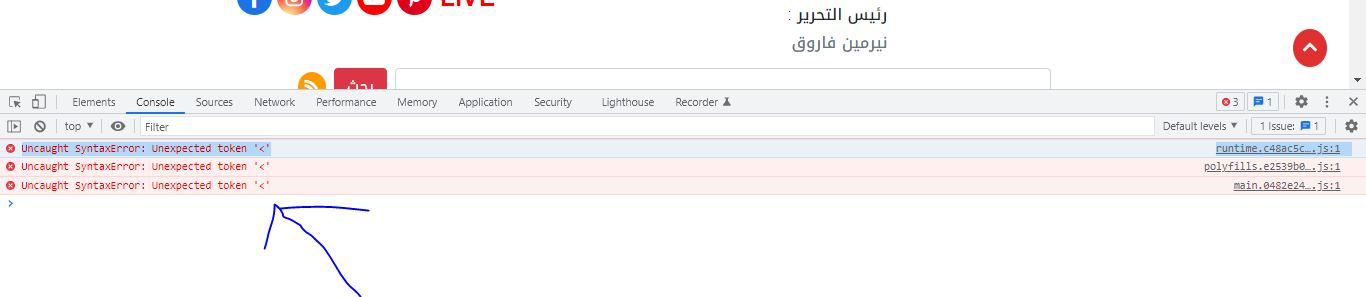 LIVE
رئيس التحرير :
نيرمين فاروق
بحث
Elements Console Sources Network Performance Memory Application Security Lighthouse Recorder 3 1
top Filter Default levels 1 Issue: 1
Uncaught SyntaxError: Unexpected token '<' runtime.c48ac5c….js:1
Uncaught SyntaxError: Unexpected token '<' polyfills.e2539b0….js:1
Uncaught SyntaxError: Unexpected token '<' main.0482e24….js:1